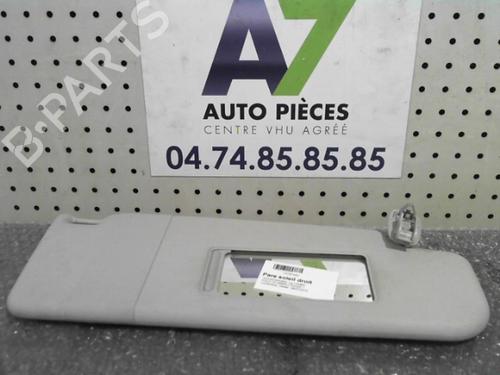 A7
AUTO PIÈCES
CENTRE VHU AGRÉÉ
04.74.85.85.85
B-PARTS
Pare soleil droit